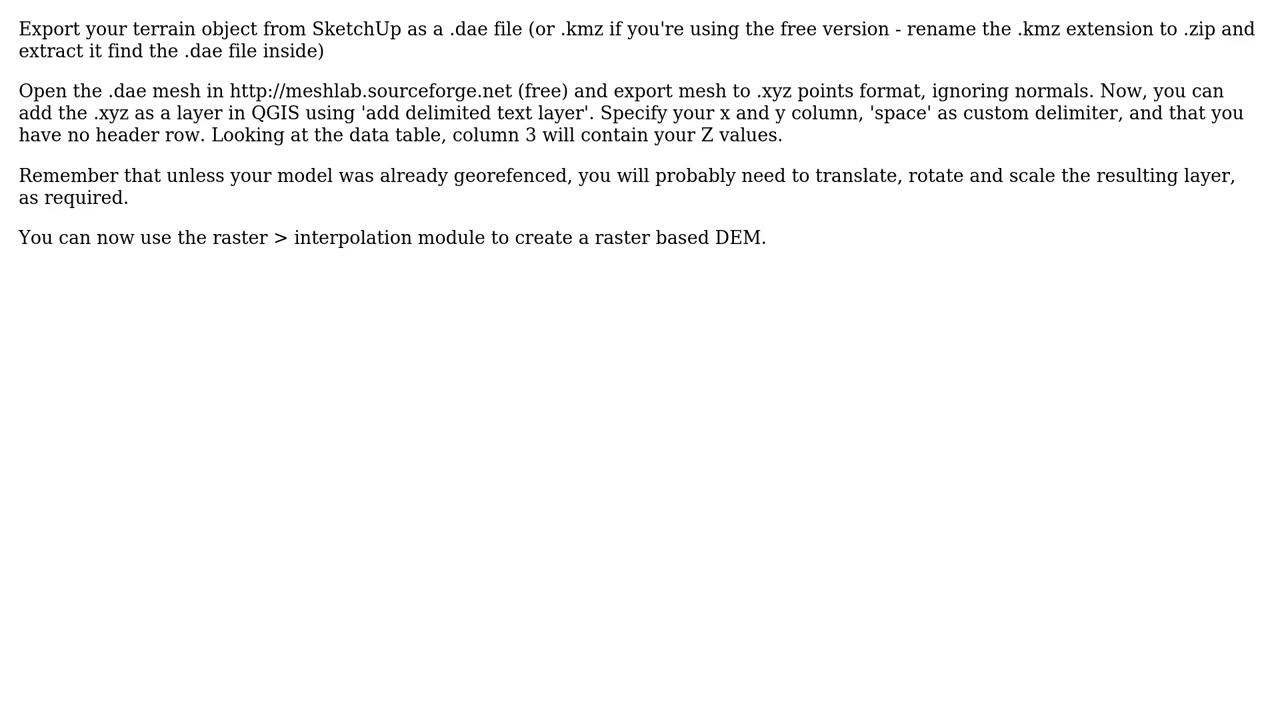 Export your terrain object from SketchUp as a .dae file (or .kmz if you're using the free version - rename the .kmz extension to .zip and
extract it find the .dae file inside)
Open the .dae mesh in http://meshlab.sourceforge.net (free) and export mesh to .xyz points format, ignoring normals. Now, you can
add the .xyz as a layer in QGIS using 'add delimited text layer'. Specify your x and y column, 'space' as custom delimiter, and that you
have no header row. Looking at the data table, column 3 will contain your Z values.
Remember that unless your model was already georefenced, you will probably need to translate, rotate and scale the resulting layer,
as required.
You can now use the raster > interpolation module to create a raster based DEM.